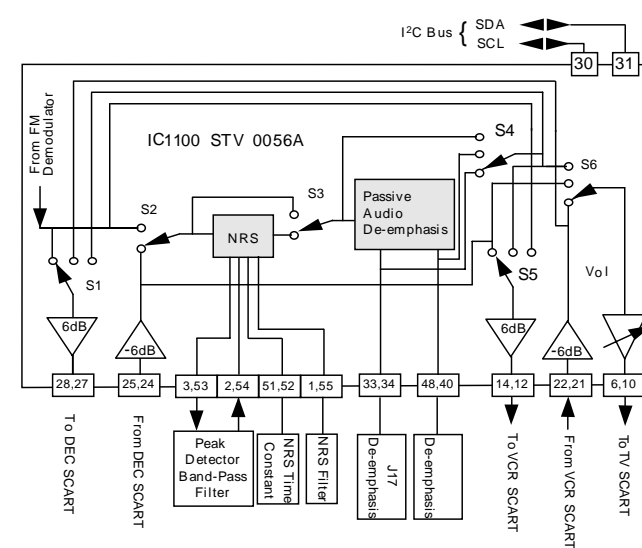 I²C Bus { SDA
SCL
30 31
From FM
Demodulator
IC1100 STV 0056A
S4
S6
S2
S3
Passive
Audio
De-emphasis
NRS
S1
S5
Vol
6dB
-6dB
6dB
-6dB
28,27
25,24
3,53
2,54
51,52
1,55
33,34
48,40
14,12
22,21
6,10
To DEC SCART
From DEC SCART
Peak
Detector
Band-Pass
Filter
NRS Time
Constant
NRS Filter
J17
De-emphasis
De-emphasis
To VCR SCART
From VCR SCART
To TV SCART